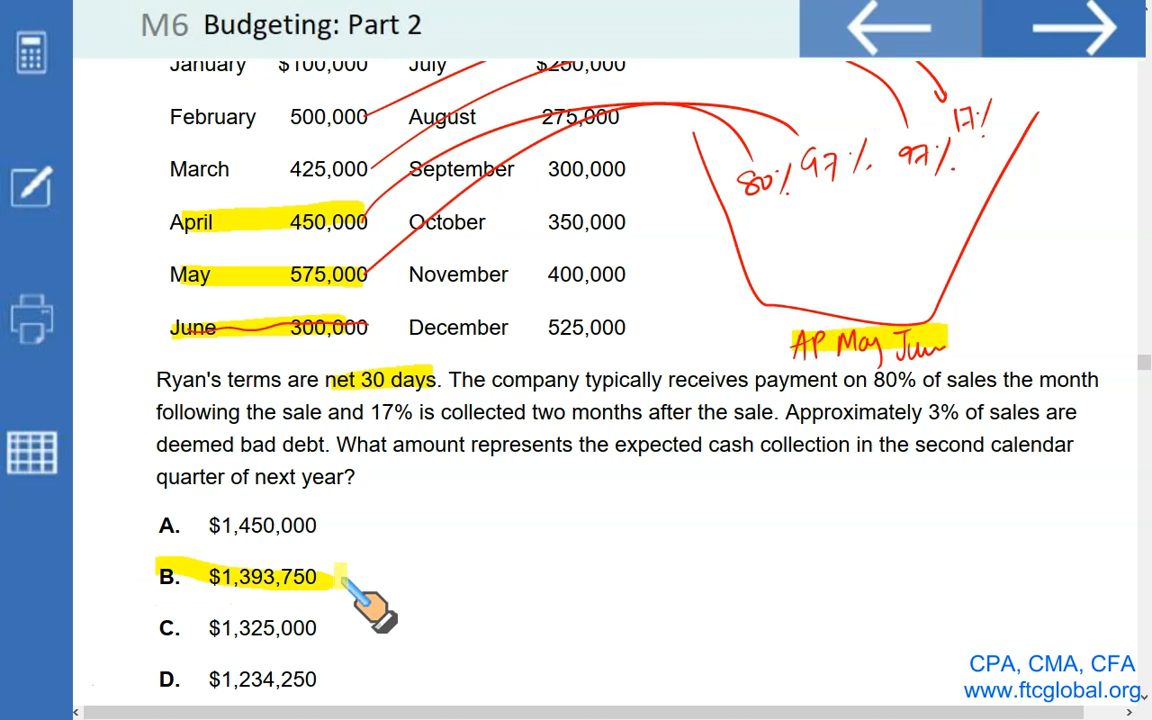 M6 Budgeting: Part 2
January $100,000 July $250,000
February 500,000 August 275,000
March 425,000 September 300,000
April 450,000 October 350,000
May 575,000 November 400,000
June 300,000 December 525,000
80% 97% 97% 17%
AP May Jun
Ryan's terms are net 30 days. The company typically receives payment on 80% of sales the month
following the sale and 17% is collected two months after the sale. Approximately 3% of sales are
deemed bad debt. What amount represents the expected cash collection in the second calendar
quarter of next year?
A. $1,450,000
B. $1,393,750
C. $1,325,000
D. $1,234,250
CPA, CMA, CFA
www.ftcglobal.org